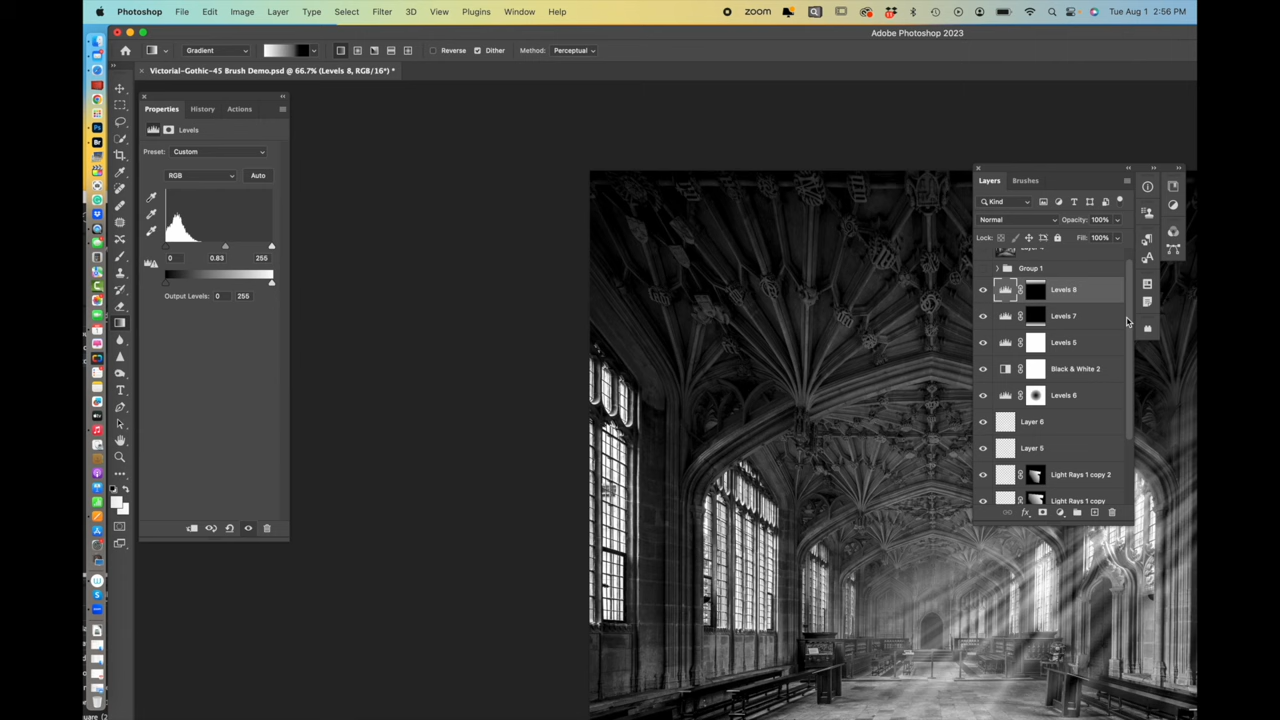 Photoshop File Edit Image Layer Type Select Filter 3D View Plugins Window Help zoom Tue Aug 1 2:56 PM
Adobe Photoshop 2023
Gradient Reverse Dither Method: Perceptual
× Victorial-Gothic-45 Brush Demo.psd @ 66.7% (Levels 8, RGB/16*) *
Properties History Actions
Levels
Preset: Custom
RGB Auto
0 0.83 255
Output Levels: 0 255
Layers Brushes
Kind
Normal Opacity: 100%
Lock: Fill: 100%
Group 1
Levels 8
Levels 7
Levels 5
Black & White 2
Levels 6
Layer 6
Layer 5
Light Rays 1 copy 2
Light Rays 1 copy